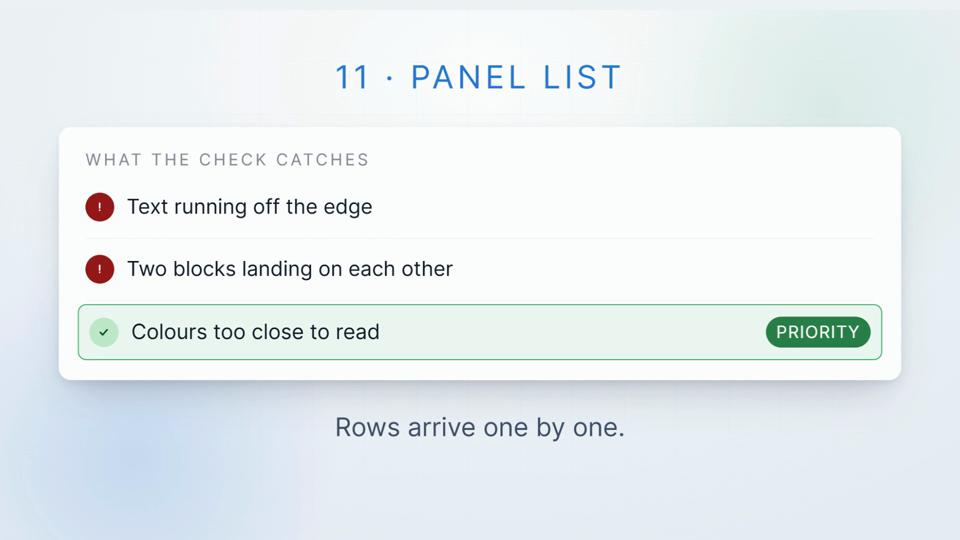 11 · PANEL LIST
WHAT THE CHECK CATCHES
! Text running off the edge
! Two blocks landing on each other
✓ Colours too close to read PRIORITY
Rows arrive one by one.